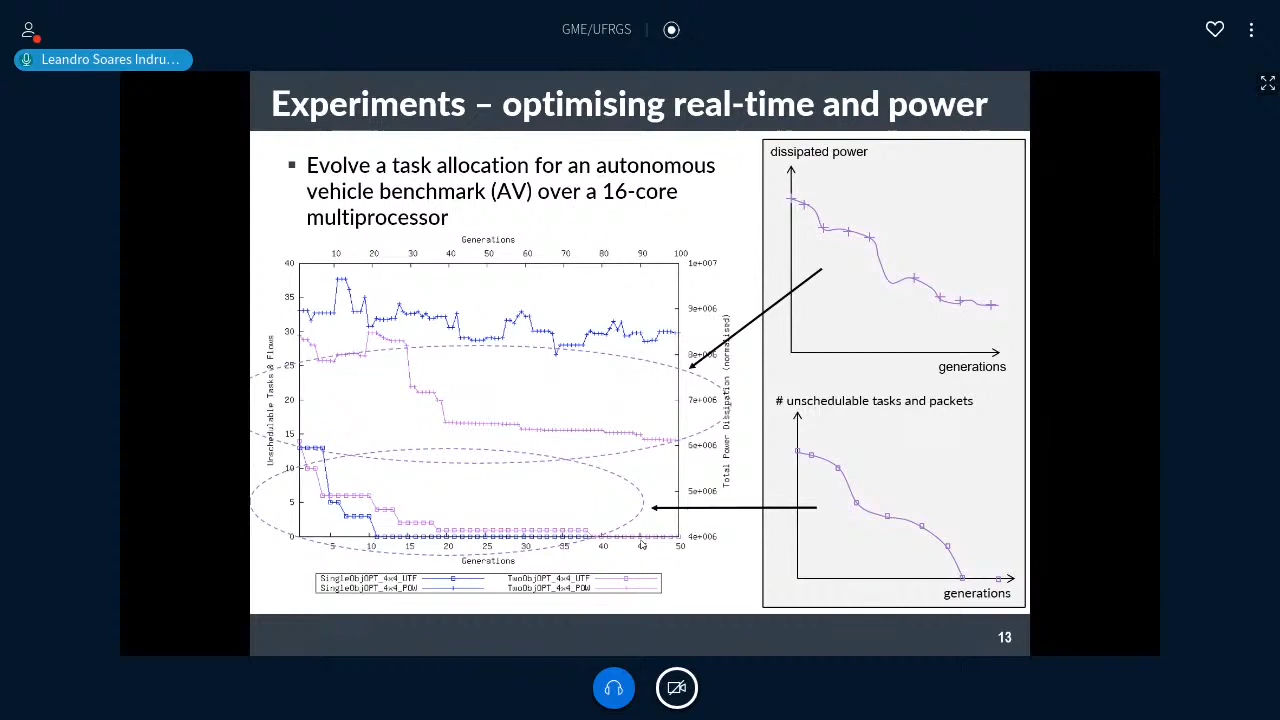 GME/UFRGS
Leandro Soares Indru...
Experiments – optimising real-time and power
▪ Evolve a task allocation for an autonomous
vehicle benchmark (AV) over a 16-core
multiprocessor
Generations
10 20 30 40 50 60 70 80 90 100
40 35 30 25 20 15 10 5 0
Unschedulable Tasks & Flows
1e+007 9e+006 8e+006 7e+006 6e+006 5e+006 4e+006
Total Power Dissipation (normalised)
5 10 15 20 25 30 35 40 45 50
Generations
SingleObjOPT_4x4_UTF TwoObjOPT_4x4_UTF
SingleObjOPT_4x4_POW TwoObjOPT_4x4_POW
dissipated power
generations
# unschedulable tasks and packets
generations
13